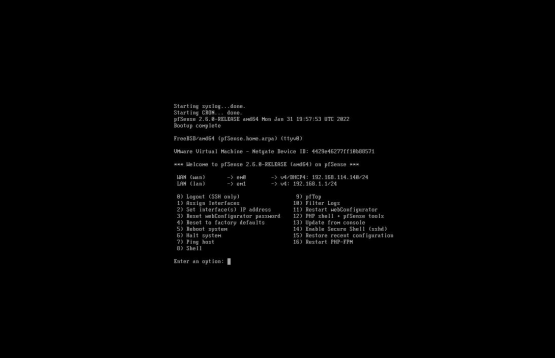 Starting syslog...done.
Starting CRON... done.
pfSense 2.6.0-RELEASE amd64 Mon Jan 31 19:57:53 UTC 2022
Bootup complete
FreeBSD/amd64 (pfSense.home.arpa) (ttyv0)
VMware Virtual Machine - Netgate Device ID: 4429e46277ff10b88571
*** Welcome to pfSense 2.6.0-RELEASE (amd64) on pfSense ***
WAN (wan) -> em0 -> v4/DHCP4: 192.168.114.140/24
LAN (lan) -> em1 -> v4: 192.168.1.1/24
0) Logout (SSH only) 9) pfTop
1) Assign Interfaces 10) Filter Logs
2) Set interface(s) IP address 11) Restart webConfigurator
3) Reset webConfigurator password 12) PHP shell + pfSense tools
4) Reset to factory defaults 13) Update from console
5) Reboot system 14) Enable Secure Shell (sshd)
6) Halt system 15) Restore recent configuration
7) Ping host 16) Restart PHP-FPM
8) Shell
Enter an option: